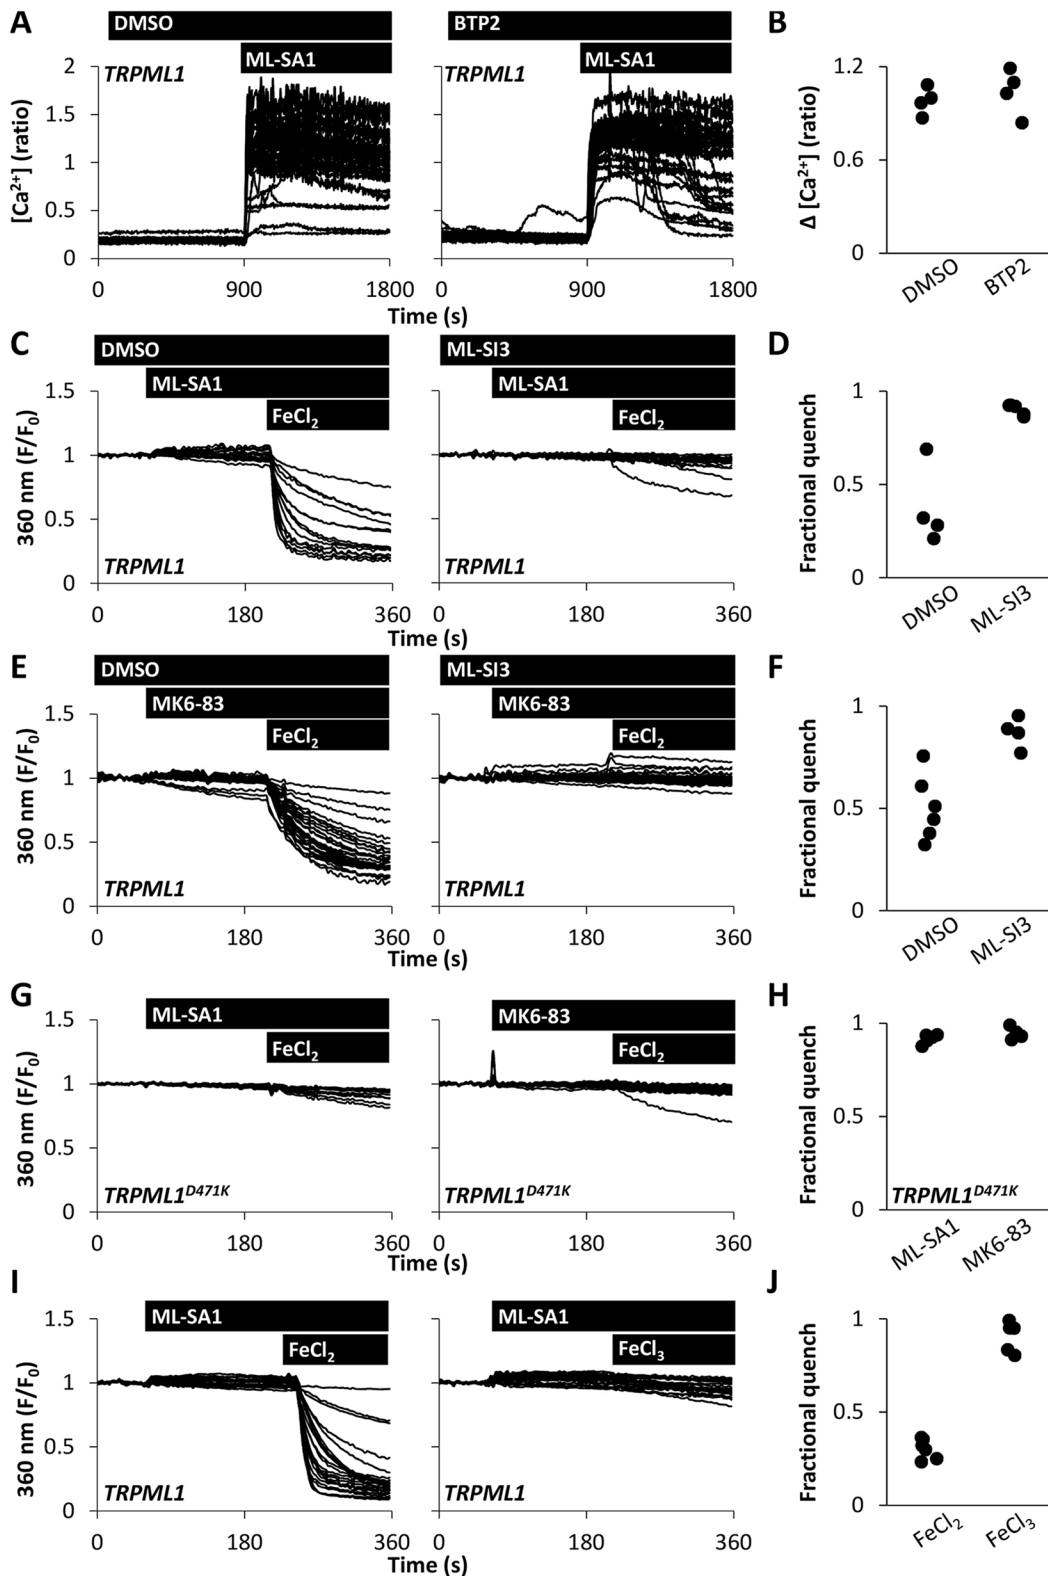 A
DMSO
ML-SA1
TRPML1
[Ca²⁺] (ratio)
2
1.5
1
0.5
0
0
900
1800
BTP2
ML-SA1
TRPML1
0
900
1800
Time (s)
B
Δ [Ca²⁺] (ratio)
1.2
0.6
0
DMSO
BTP2
C
DMSO
ML-SA1
FeCl₂
360 nm (F/F₀)
1.5
1
0.5
0
TRPML1
0
180
360
ML-SI3
ML-SA1
FeCl₂
TRPML1
0
180
360
Time (s)
D
Fractional quench
1
0.5
0
DMSO
ML-SI3
E
DMSO
MK6-83
FeCl₂
360 nm (F/F₀)
1.5
1
0.5
0
TRPML1
0
180
360
ML-SI3
MK6-83
FeCl₂
TRPML1
0
180
360
Time (s)
F
Fractional quench
1
0.5
0
DMSO
ML-SI3
G
ML-SA1
FeCl₂
360 nm (F/F₀)
1.5
1
0.5
0
TRPML1ᴰ⁴⁷¹ᴷ
0
180
360
MK6-83
FeCl₂
TRPML1ᴰ⁴⁷¹ᴷ
0
180
360
Time (s)
H
Fractional quench
1
0.5
0
TRPML1ᴰ⁴⁷¹ᴷ
ML-SA1
MK6-83
I
ML-SA1
FeCl₂
360 nm (F/F₀)
1.5
1
0.5
0
TRPML1
0
180
360
ML-SA1
FeCl₃
TRPML1
0
180
360
Time (s)
J
Fractional quench
1
0.5
0
FeCl₂
FeCl₃